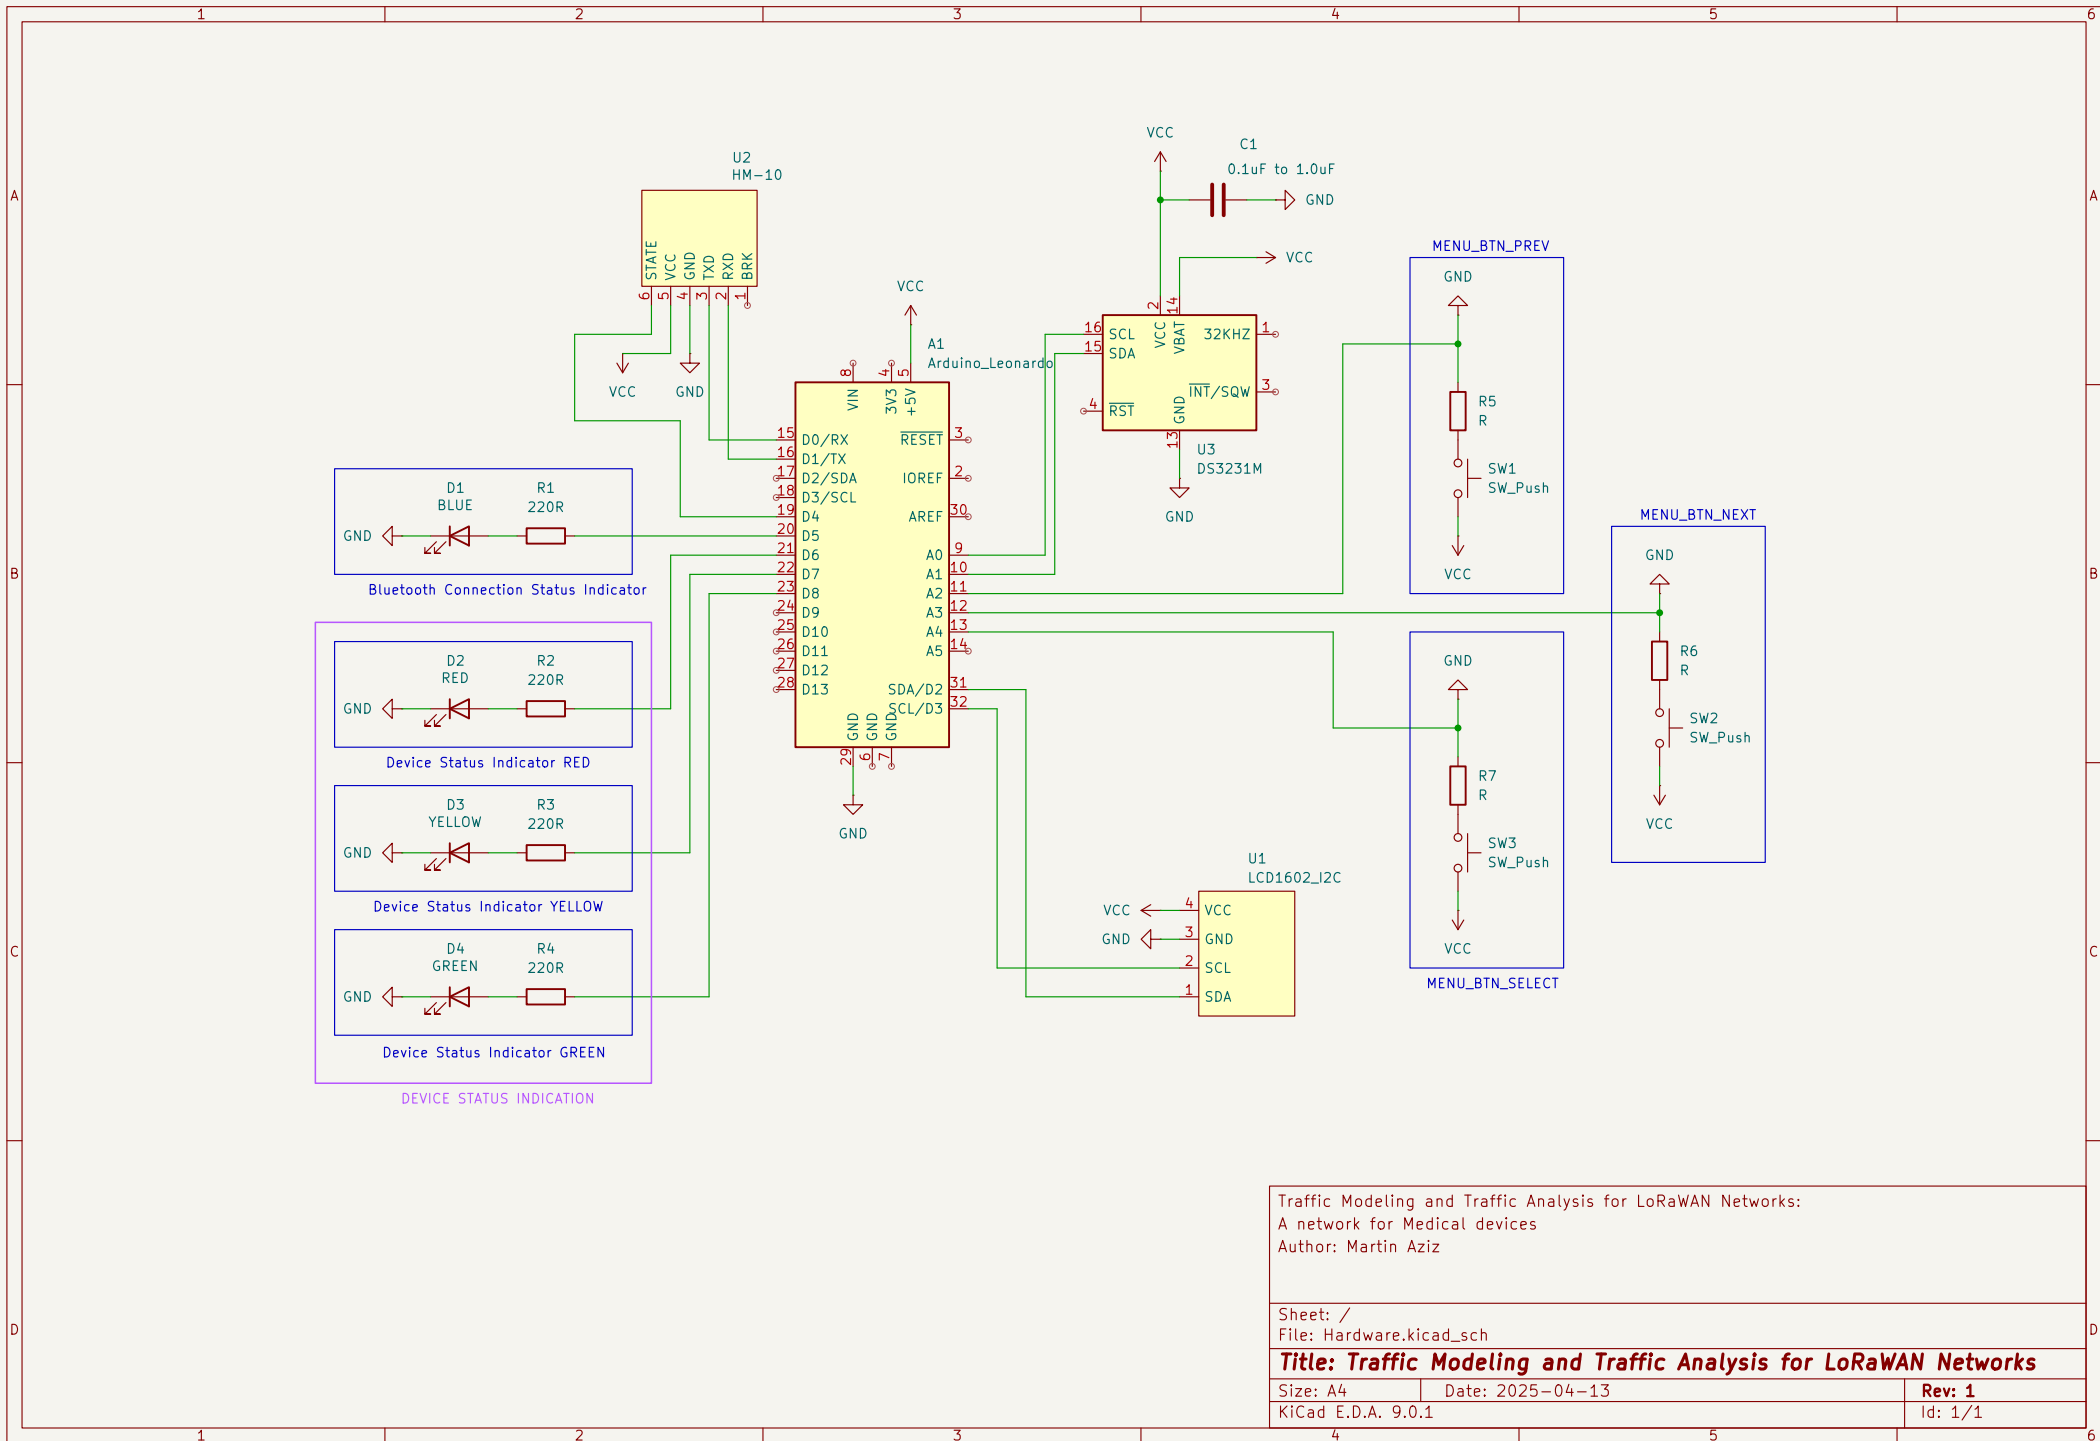 1 2 3 4 5 6
A
B
C
D
A
B
C
D
1 2 3 4 5 6
U2
HM-10
STATE
VCC
GND
TXD
RXD
BRK
6
5
4
3
2
1
VCC
GND
VCC
A1
Arduino_Leonardo
8
4
5
VIN
3V3
+5V
15 D0/RX
16 D1/TX
17 D2/SDA
18 D3/SCL
19 D4
20 D5
21 D6
22 D7
23 D8
24 D9
25 D10
26 D11
27 D12
28 D13
RESET 3
IOREF 2
AREF 30
A0 9
A1 10
A2 11
A3 12
A4 13
A5 14
SDA/D2 31
SCL/D3 32
GND
GND
GND
29
6
7
GND
VCC
C1
0.1uF to 1.0uF
GND
VCC
2
14
VCC
VBAT
16 SCL
15 SDA
4 RST
32KHZ 1
INT/SQW 3
GND
13
U3
DS3231M
GND
MENU_BTN_PREV
GND
R5
R
SW1
SW_Push
VCC
MENU_BTN_NEXT
GND
R6
R
SW2
SW_Push
VCC
GND
R7
R
SW3
SW_Push
VCC
MENU_BTN_SELECT
D1
BLUE
R1
220R
GND
Bluetooth Connection Status Indicator
D2
RED
R2
220R
GND
Device Status Indicator RED
D3
YELLOW
R3
220R
GND
Device Status Indicator YELLOW
D4
GREEN
R4
220R
GND
Device Status Indicator GREEN
DEVICE STATUS INDICATION
U1
LCD1602_I2C
VCC 4 VCC
GND 3 GND
2 SCL
1 SDA
Traffic Modeling and Traffic Analysis for LoRaWAN Networks:
A network for Medical devices
Author: Martin Aziz
Sheet: /
File: Hardware.kicad_sch
Title: Traffic Modeling and Traffic Analysis for LoRaWAN Networks
Size: A4 Date: 2025-04-13 Rev: 1
KiCad E.D.A. 9.0.1 Id: 1/1